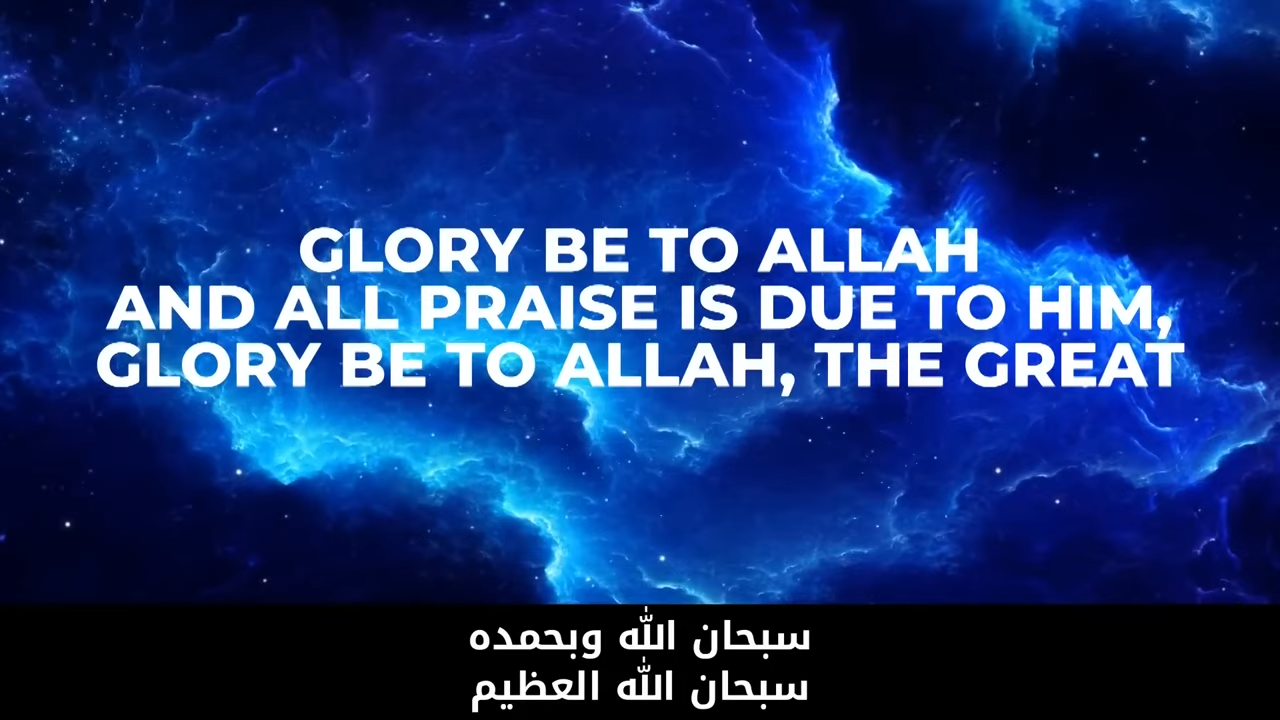 GLORY BE TO ALLAH
AND ALL PRAISE IS DUE TO HIM,
GLORY BE TO ALLAH, THE GREAT
سبحان الله وبحمده
سبحان الله العظيم